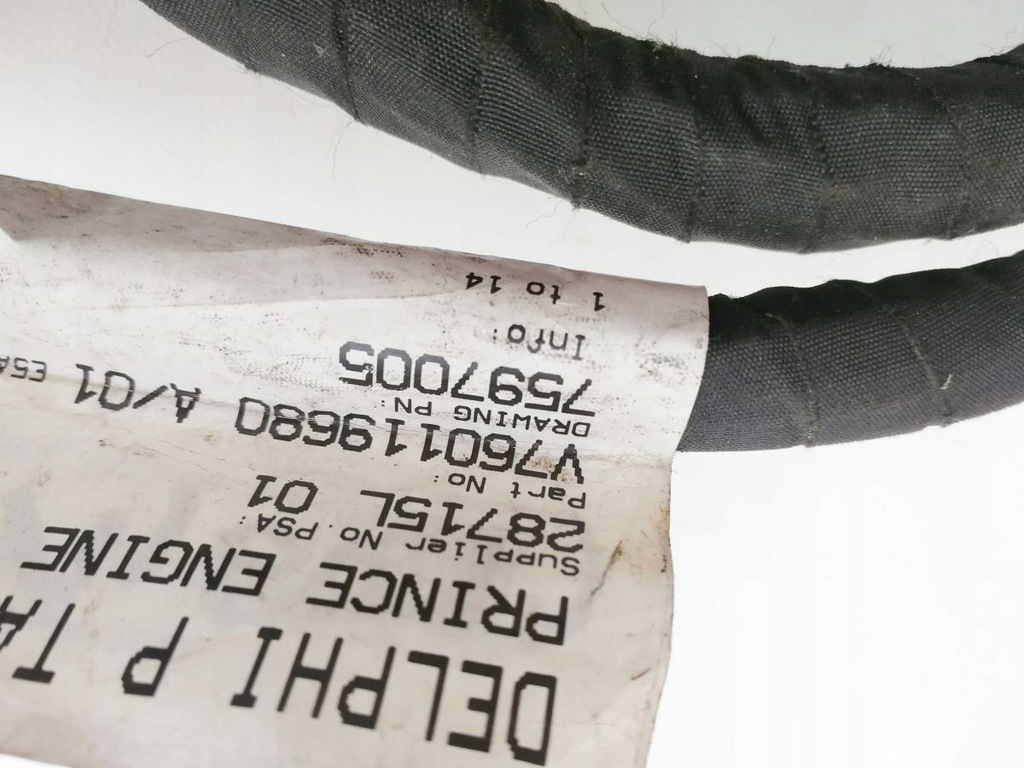 DELPHI P TA
PRINCE ENGINE
Supplier No. PSA:
28715L 01
Part No:
V760119680 A/01
DRAWING PN:
7597005
Info:
1 to 14